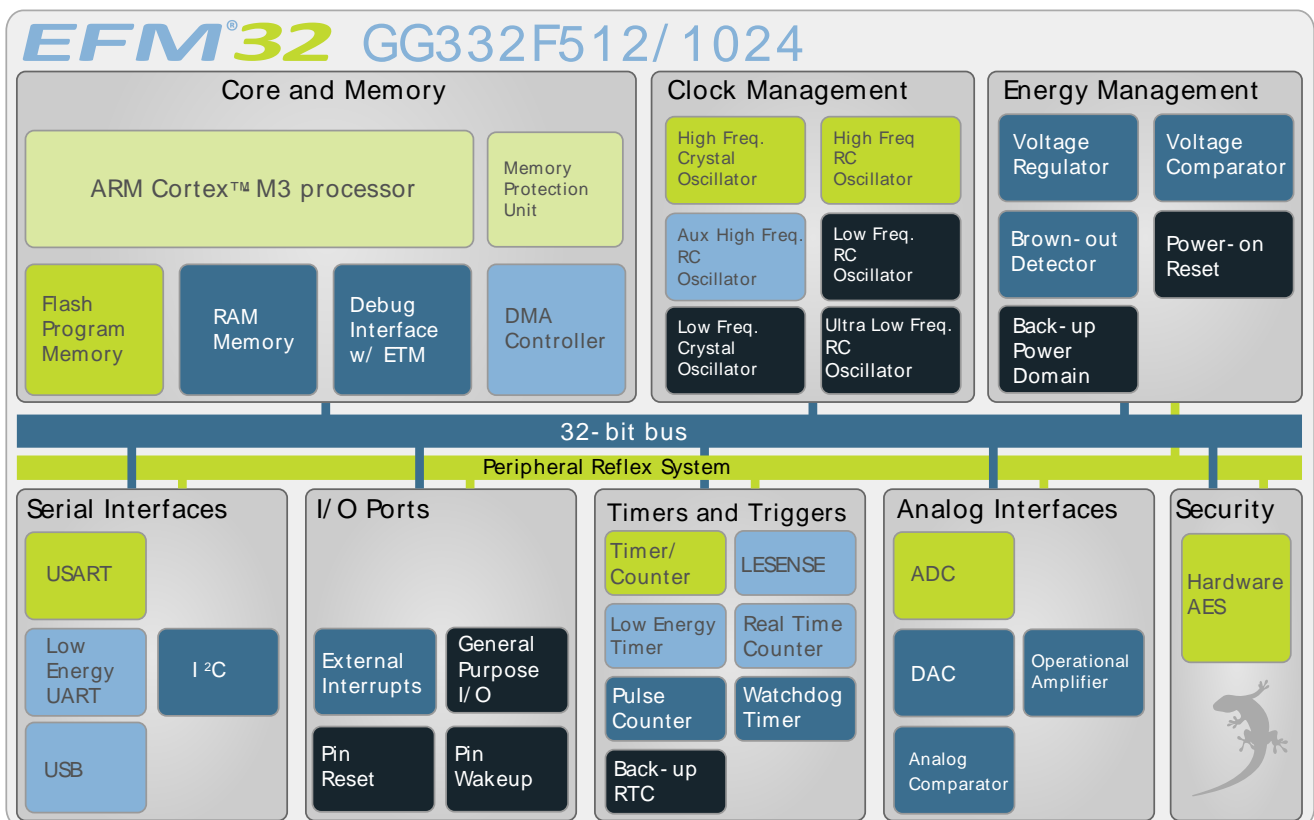 EFM®32 GG332F512/1024
Core and Memory
ARM Cortex™ M3 processor
Memory
Protection
Unit
Flash
Program
Memory
RAM
Memory
Debug
Interface
w/ ETM
DMA
Controller
Clock Management
High Freq.
Crystal
Oscillator
High Freq
RC
Oscillator
Aux High Freq.
RC
Oscillator
Low Freq.
RC
Oscillator
Low Freq.
Crystal
Oscillator
Ultra Low Freq.
RC
Oscillator
Energy Management
Voltage
Regulator
Voltage
Comparator
Brown-out
Detector
Power-on
Reset
Back-up
Power
Domain
32-bit bus
Peripheral Reflex System
Serial Interfaces
USART
Low
Energy
UART
I²C
USB
I/O Ports
External
Interrupts
General
Purpose
I/O
Pin
Reset
Pin
Wakeup
Timers and Triggers
Timer/
Counter
LESENSE
Low Energy
Timer
Real Time
Counter
Pulse
Counter
Watchdog
Timer
Back-up
RTC
Analog Interfaces
ADC
DAC
Operational
Amplifier
Analog
Comparator
Security
Hardware
AES